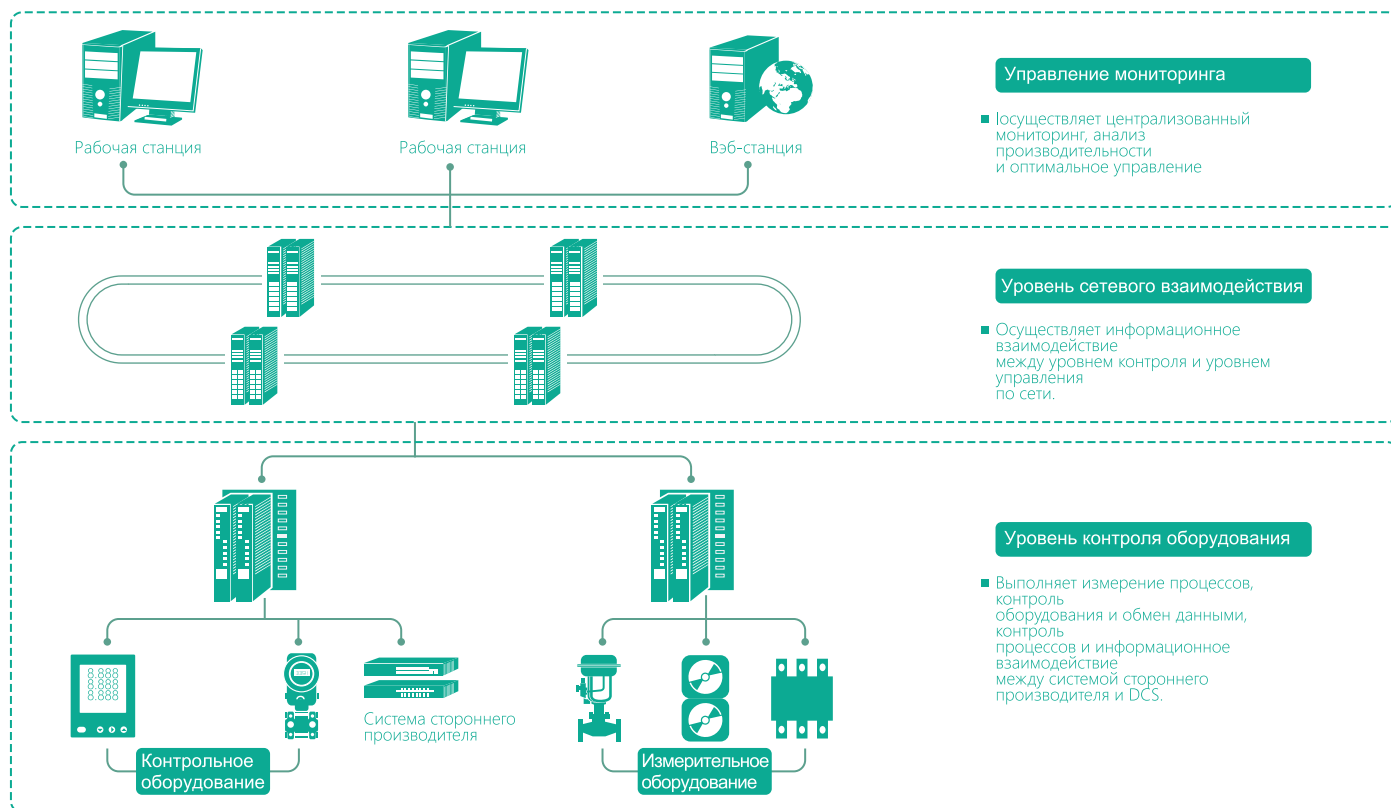 Рабочая станция
Рабочая станция
Вэб-станция
Управление мониторинга
Iосуществляет централизованный
мониторинг, анализ
производительности
и оптимальное управление
Уровень сетевого взаимодействия
Осуществляет информационное
взаимодействие
между уровнем контроля и уровнем
управления
по сети.
Уровень контроля оборудования
Выполняет измерение процессов,
контроль
оборудования и обмен данными,
контроль
процессов и информационное
взаимодействие
между системой стороннего
производителя и DCS.
8.888
8.888
8.888
Система стороннего
производителя
Контрольное
оборудование
Измерительное
оборудование